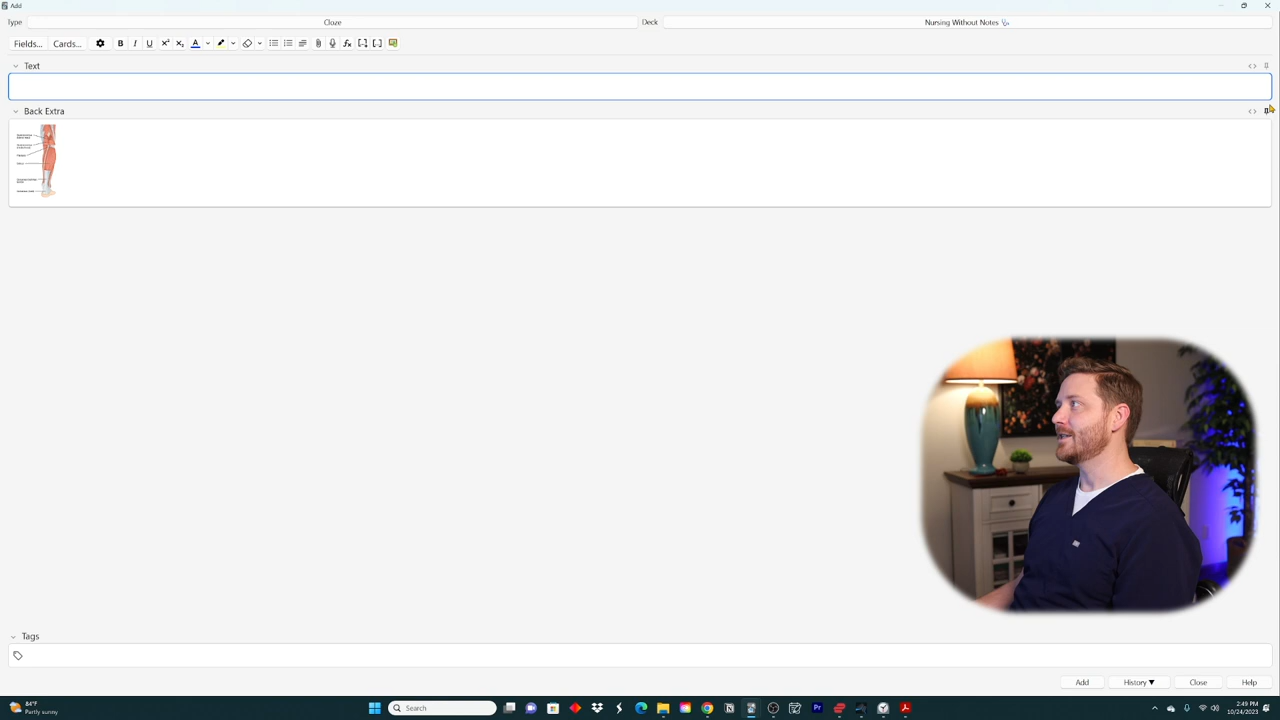 Add
Type
Cloze
Deck
Nursing Without Notes
Fields...
Cards...
B
I
U
Text
Back Extra
Tags
Add
History
Close
Help
84°F
Partly sunny
Search
2:49 PM
10/24/2023